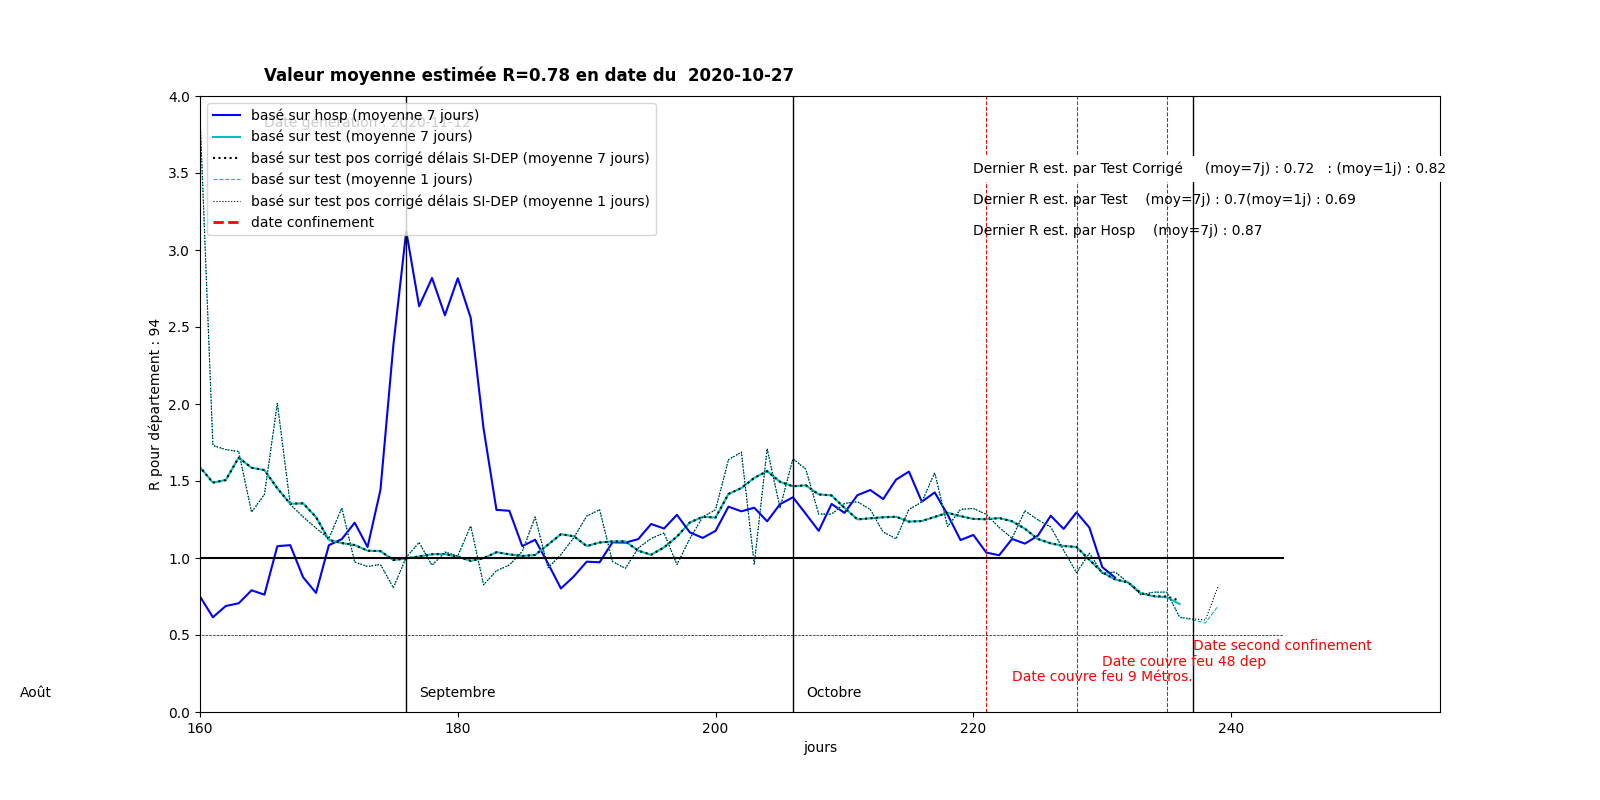 Valeur moyenne estimée R=0.78 en date du  2020-10-27
Date génération : 2020-11-12
basé sur hosp (moyenne 7 jours)
basé sur test (moyenne 7 jours)
basé sur test pos corrigé délais SI-DEP (moyenne 7 jours)
basé sur test (moyenne 1 jours)
basé sur test pos corrigé délais SI-DEP (moyenne 1 jours)
date confinement
Dernier R est. par Test Corrigé     (moy=7j) : 0.72   : (moy=1j) : 0.82
Dernier R est. par Test    (moy=7j) : 0.7(moy=1j) : 0.69
Dernier R est. par Hosp    (moy=7j) : 0.87
4.0
3.5
3.0
2.5
2.0
1.5
1.0
0.5
0.0
R pour département : 94
Date second confinement
Date couvre feu 48 dep
Date couvre feu 9 Métros.
Août
Septembre
Octobre
160
180
200
220
240
jours